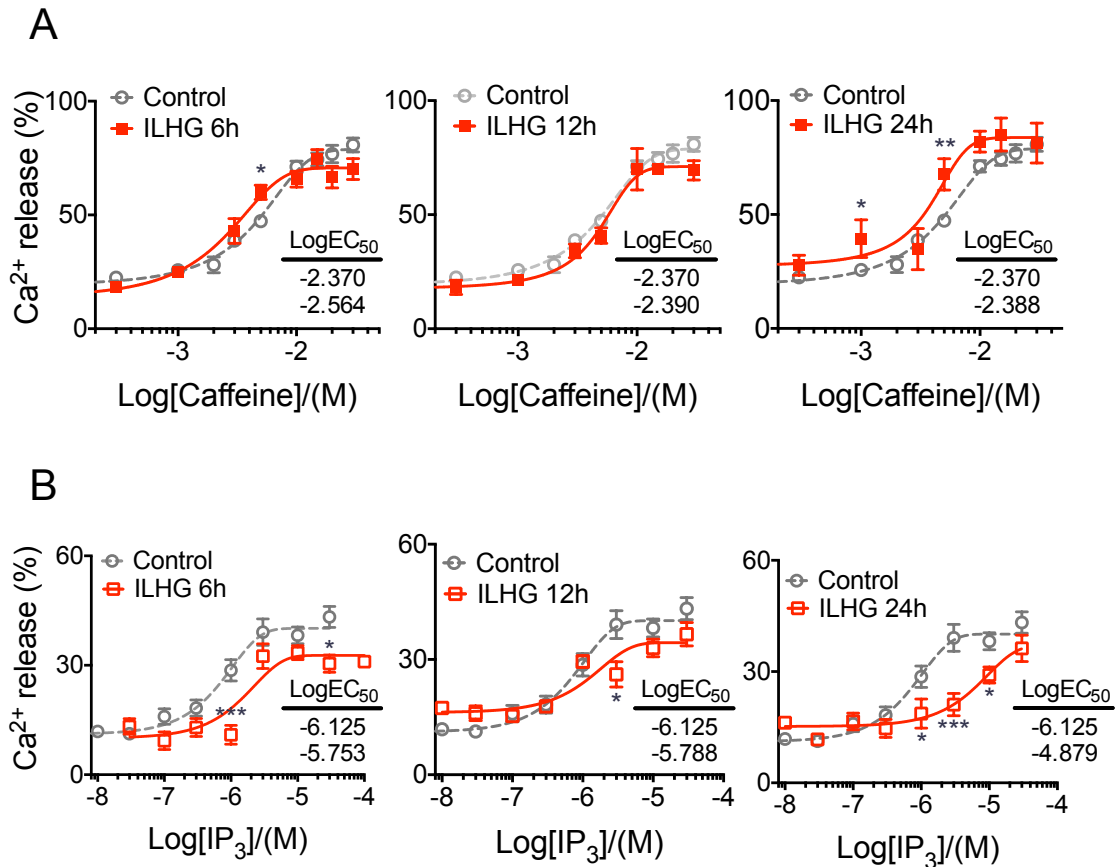 A
Ca2+ release (%)
100
50
0
Control
ILHG 6h
*
LogEC50
-2.370
-2.564
-3
-2
Log[Caffeine]/(M)
100
50
0
Control
ILHG 12h
LogEC50
-2.370
-2.390
-3
-2
Log[Caffeine]/(M)
100
50
0
Control
ILHG 24h
*
**
LogEC50
-2.370
-2.388
-3
-2
Log[Caffeine]/(M)
B
Ca2+ release (%)
60
30
0
Control
ILHG 6h
***
*
LogEC50
-6.125
-5.753
-8 -7 -6 -5 -4
Log[IP3]/(M)
60
30
0
Control
ILHG 12h
*
LogEC50
-6.125
-5.788
-8 -7 -6 -5 -4
Log[IP3]/(M)
60
30
0
Control
ILHG 24h
*
***
*
LogEC50
-6.125
-4.879
-8 -7 -6 -5 -4
Log[IP3]/(M)